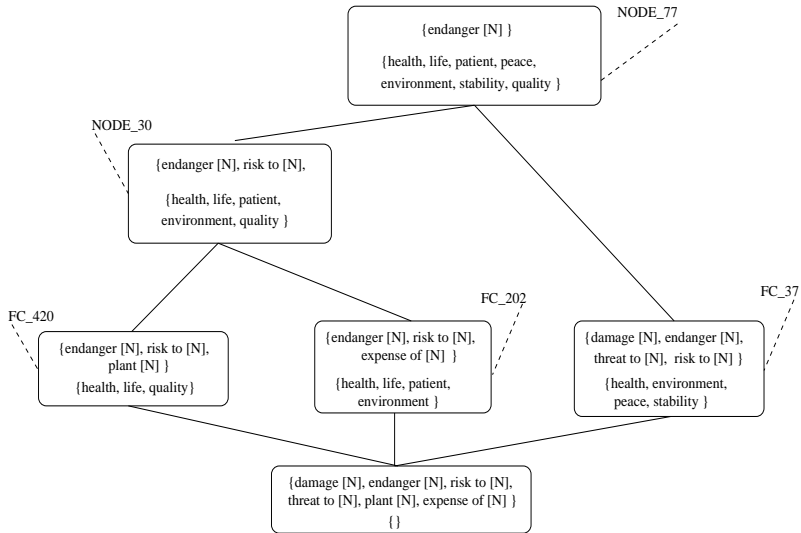 NODE_77
{endanger [N] }
{health, life, patient, peace,
environment, stability, quality }
NODE_30
{endanger [N], risk to [N],
{health, life, patient,
environment, quality }
FC_420
{endanger [N], risk to [N],
plant [N] }
{health, life, quality}
FC_202
{endanger [N], risk to [N],
expense of [N] }
{health, life, patient,
environment }
FC_37
{damage [N], endanger [N],
threat to [N], risk to [N] }
{health, environment,
peace, stability }
{damage [N], endanger [N], risk to [N],
threat to [N], plant [N], expense of [N] }
{}